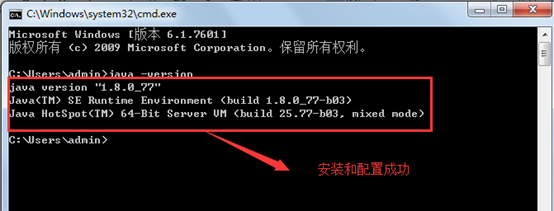 C:\Windows\system32\cmd.exe
Microsoft Windows [版本 6.1.7601]
版权所有 (c) 2009 Microsoft Corporation。保留所有权利。
C:\Users\admin>java -version
java version "1.8.0_77"
Java(TM) SE Runtime Environment (build 1.8.0_77-b03)
Java HotSpot(TM) 64-Bit Server VM (build 25.77-b03, mixed mode)
C:\Users\admin>
安装和配置成功